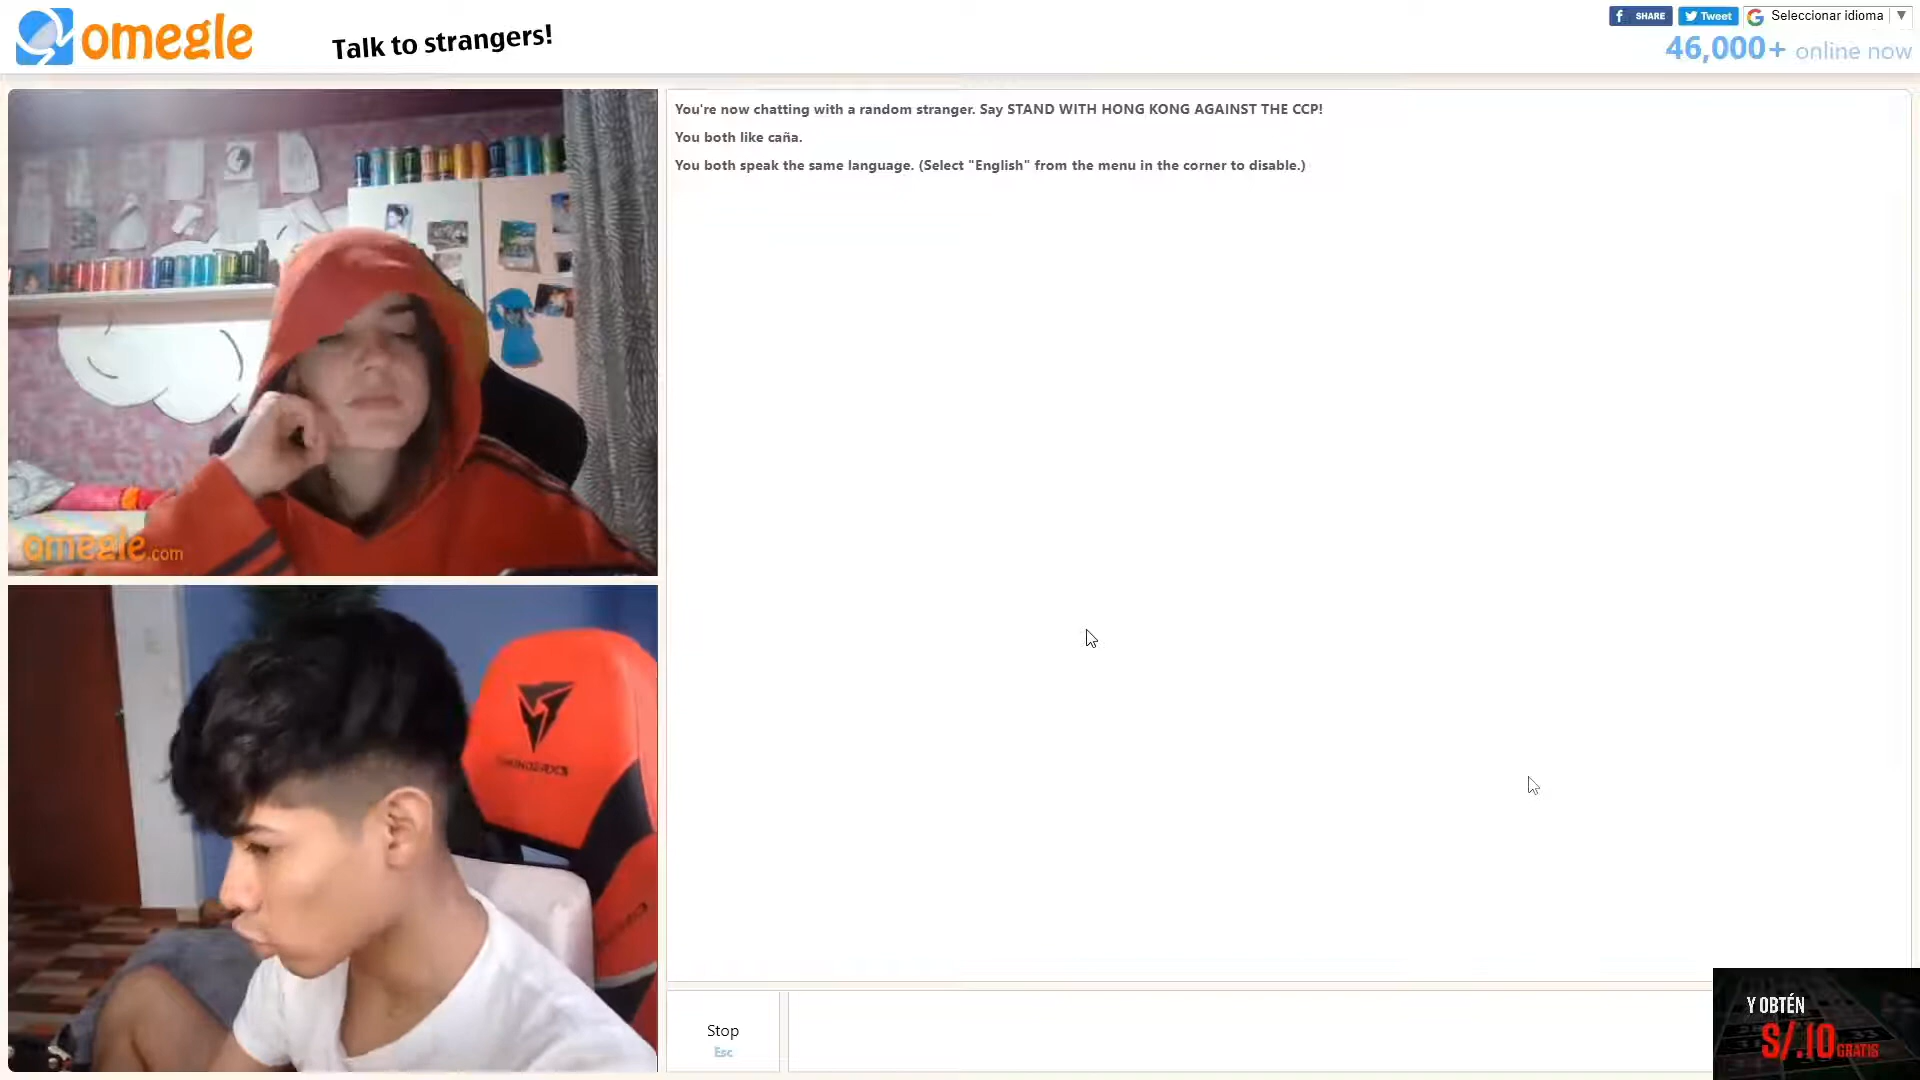 omegle
Talk to strangers!
SHARE
Tweet
Seleccionar idioma
46,000+ online now
You're now chatting with a random stranger. Say STAND WITH HONG KONG AGAINST THE CCP!
You both like caña.
You both speak the same language. (Select "English" from the menu in the corner to disable.)
omegle.com
Stop
Esc
Y OBTÉN
S/.10 GRATIS